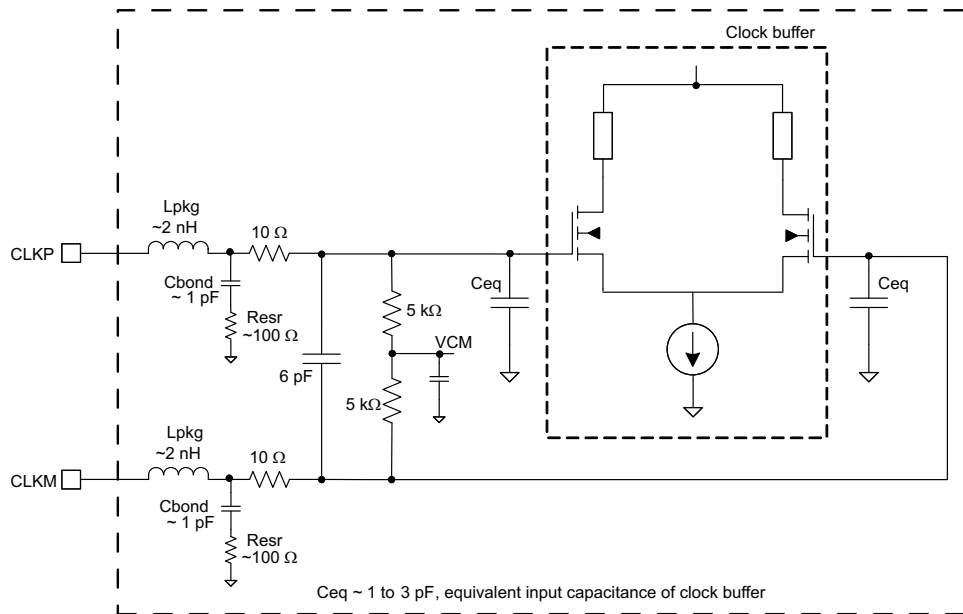 Clock buffer
Lpkg
~2 nH
10 Ω
CLKP
Cbond
~ 1 pF
Resr
~100 Ω
6 pF
5 kΩ
VCM
5 kΩ
Ceq
Ceq
Lpkg
~2 nH
10 Ω
CLKM
Cbond
~ 1 pF
Resr
~100 Ω
Ceq ~ 1 to 3 pF, equivalent input capacitance of clock buffer